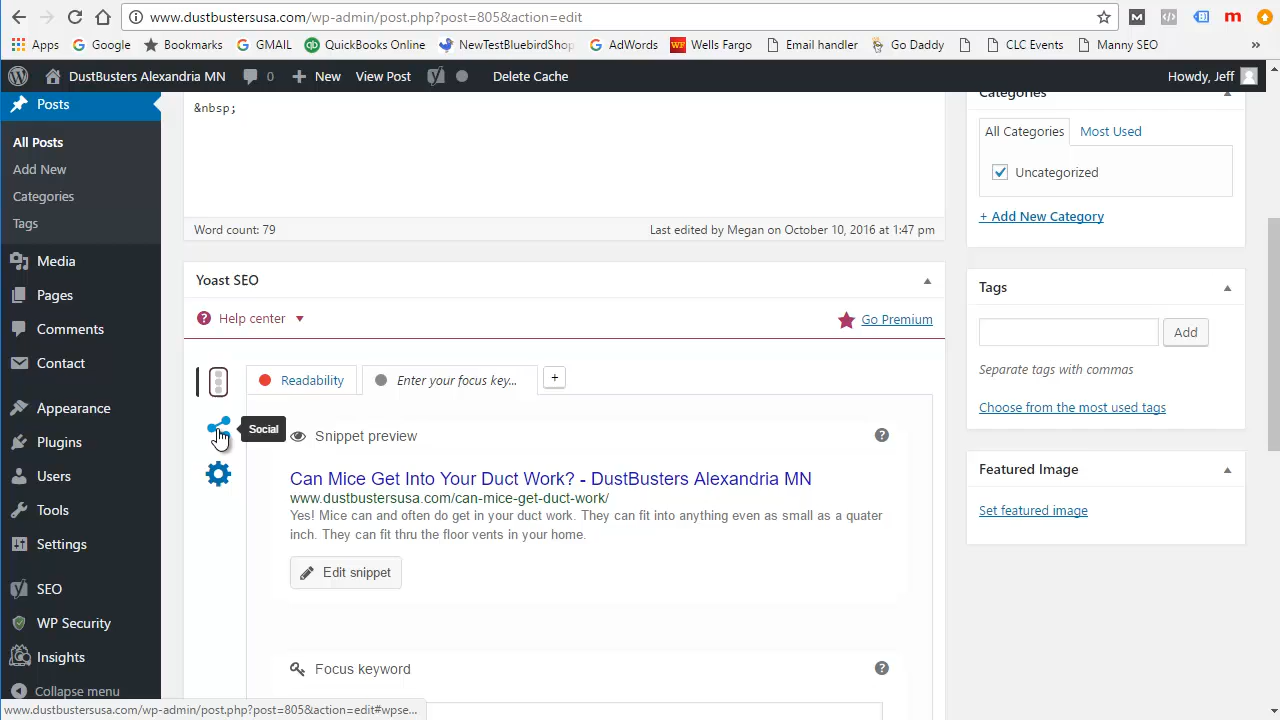 www.dustbustersusa.com/wp-admin/post.php?post=805&action=edit
Apps Google Bookmarks GMAIL QuickBooks Online NewTestBluebirdShop AdWords Wells Fargo Email handler Go Daddy CLC Events Manny SEO »
DustBusters Alexandria MN 0 New View Post Delete Cache Howdy, Jeff
Posts
All Posts
Add New
Categories
Tags
Media
Pages
Comments
Contact
Appearance
Plugins
Users
Tools
Settings
SEO
WP Security
Insights
Collapse menu
&nbsp;
Word count: 79 Last edited by Megan on October 10, 2016 at 1:47 pm
Yoast SEO
Help center Go Premium
Readability Enter your focus key... +
Social
Snippet preview
Can Mice Get Into Your Duct Work? - DustBusters Alexandria MN
www.dustbustersusa.com/can-mice-get-duct-work/
Yes! Mice can and often do get in your duct work. They can fit into anything even as small as a quater
inch. They can fit thru the floor vents in your home.
Edit snippet
Focus keyword
Categories
All Categories Most Used
Uncategorized
+ Add New Category
Tags
Add
Separate tags with commas
Choose from the most used tags
Featured Image
Set featured image
www.dustbustersusa.com/wp-admin/post.php?post=805&action=edit#wpse...